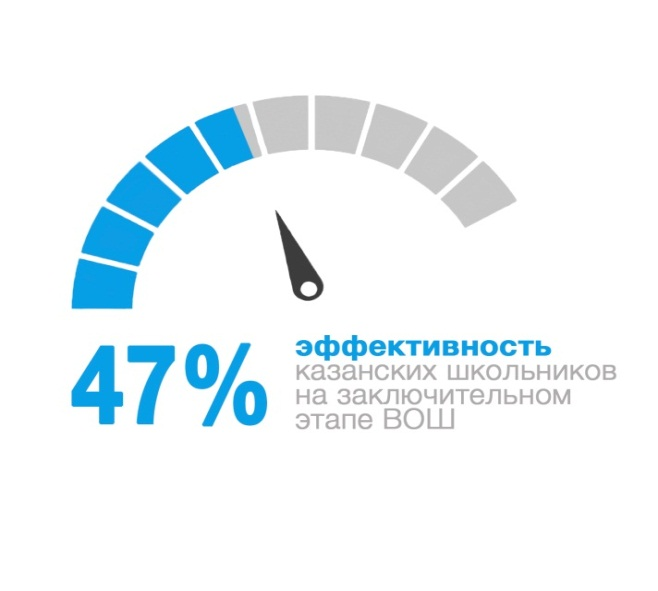 47%
эффективность
казанских школьников
на заключительном
этапе ВОШ